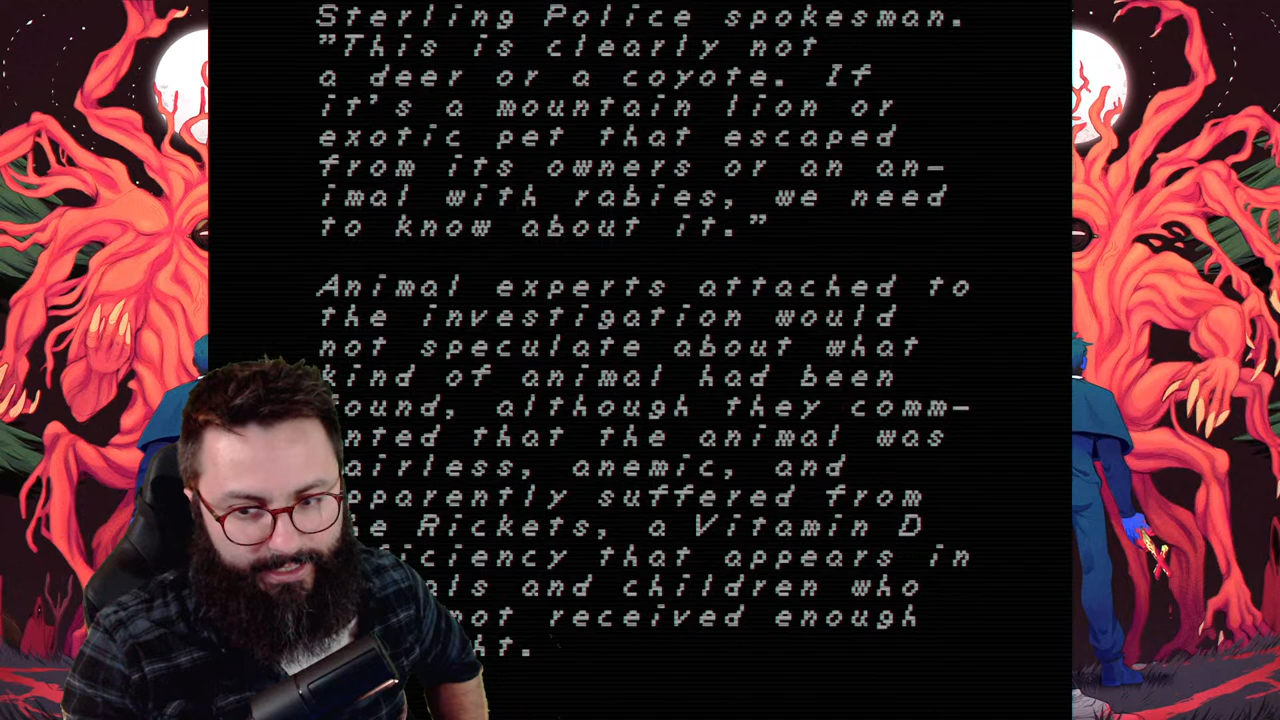 Sterling Police spokesman.
"This is clearly not
a deer or a coyote. If
it's a mountain lion or
exotic pet that escaped
from its owners or an an-
imal with rabies, we need
to know about it."
Animal experts attached to
the investigation would
not speculate about what
kind of animal had been
found, although they comm-
nted that the animal was
airless, anemic, and
pparently suffered from
he Rickets, a Vitamin D
iciency that appears in
als and children who
not received enough
ht.